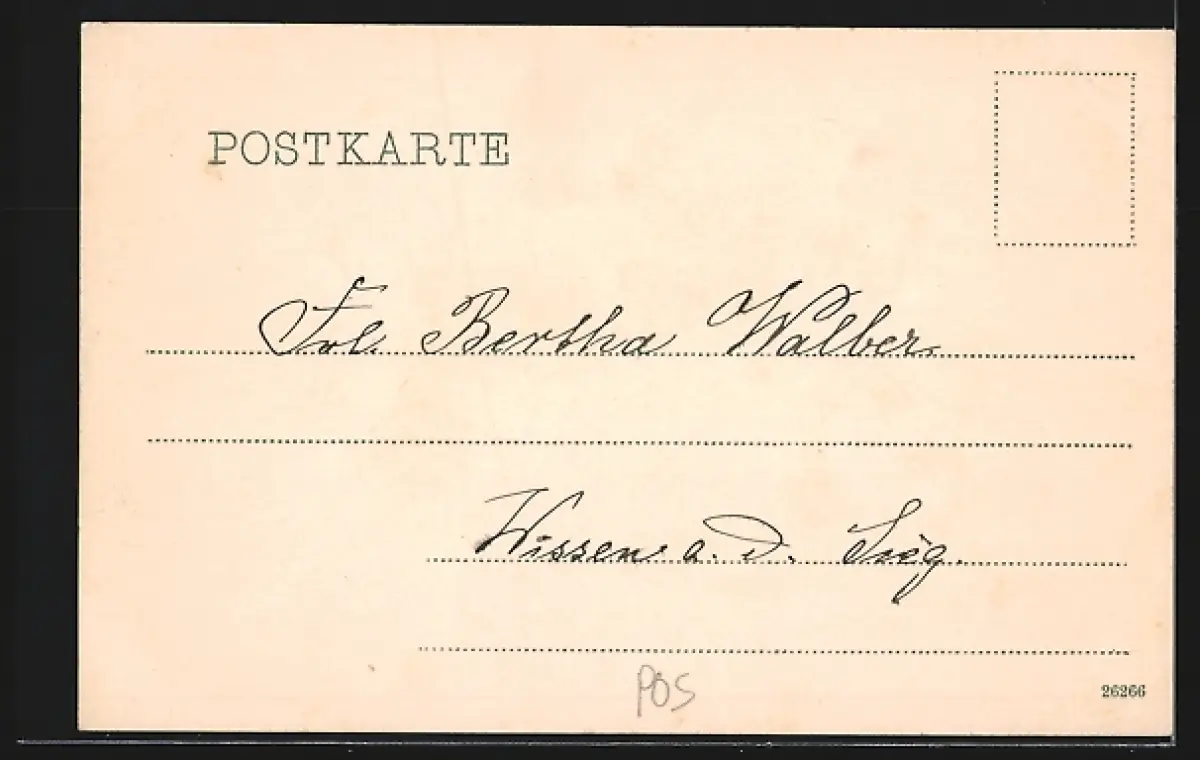 POSTKARTE
Frl. Bertha Walber
Wissen a. D. Sieg.
26266
POS